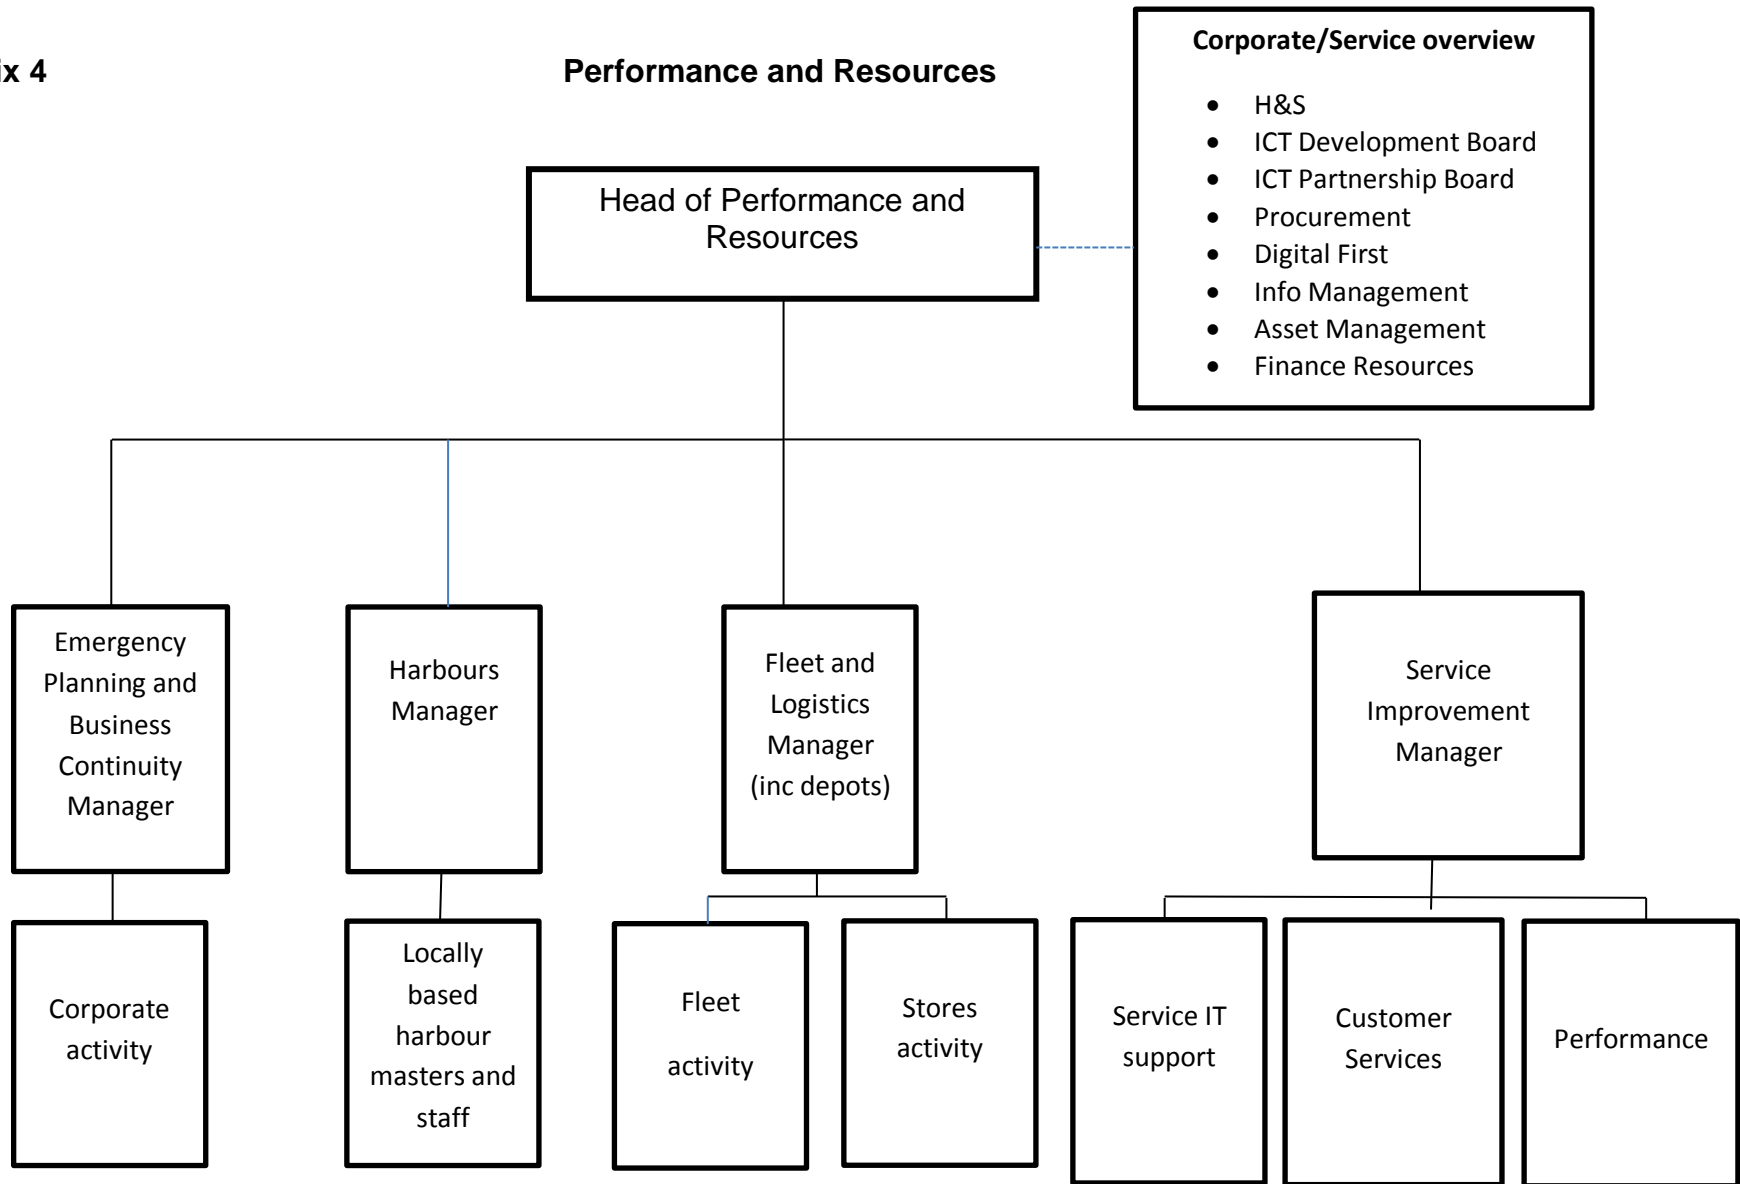 ix 4
Performance and Resources
Corporate/Service overview
• H&S
• ICT Development Board
• ICT Partnership Board
• Procurement
• Digital First
• Info Management
• Asset Management
• Finance Resources
Head of Performance and
Resources
Emergency
Planning and
Business
Continuity
Manager
Harbours
Manager
Fleet and
Logistics
Manager
(inc depots)
Service
Improvement
Manager
Corporate
activity
Locally
based
harbour
masters and
staff
Fleet
activity
Stores
activity
Service IT
support
Customer
Services
Performance